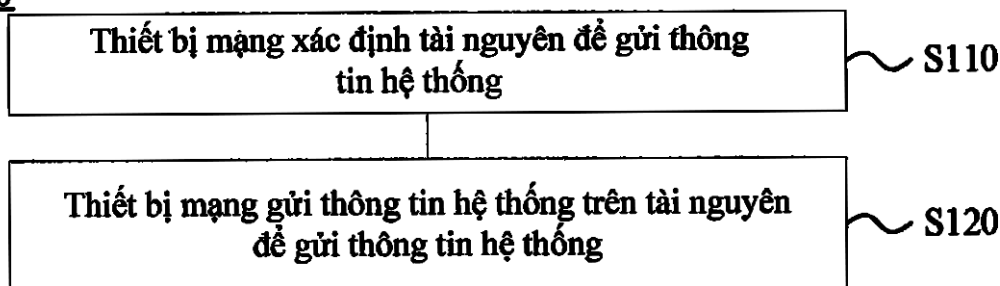 Thiết bị mạng xác định tài nguyên để gửi thông
tin hệ thống
S110
Thiết bị mạng gửi thông tin hệ thống trên tài nguyên
để gửi thông tin hệ thống
S120